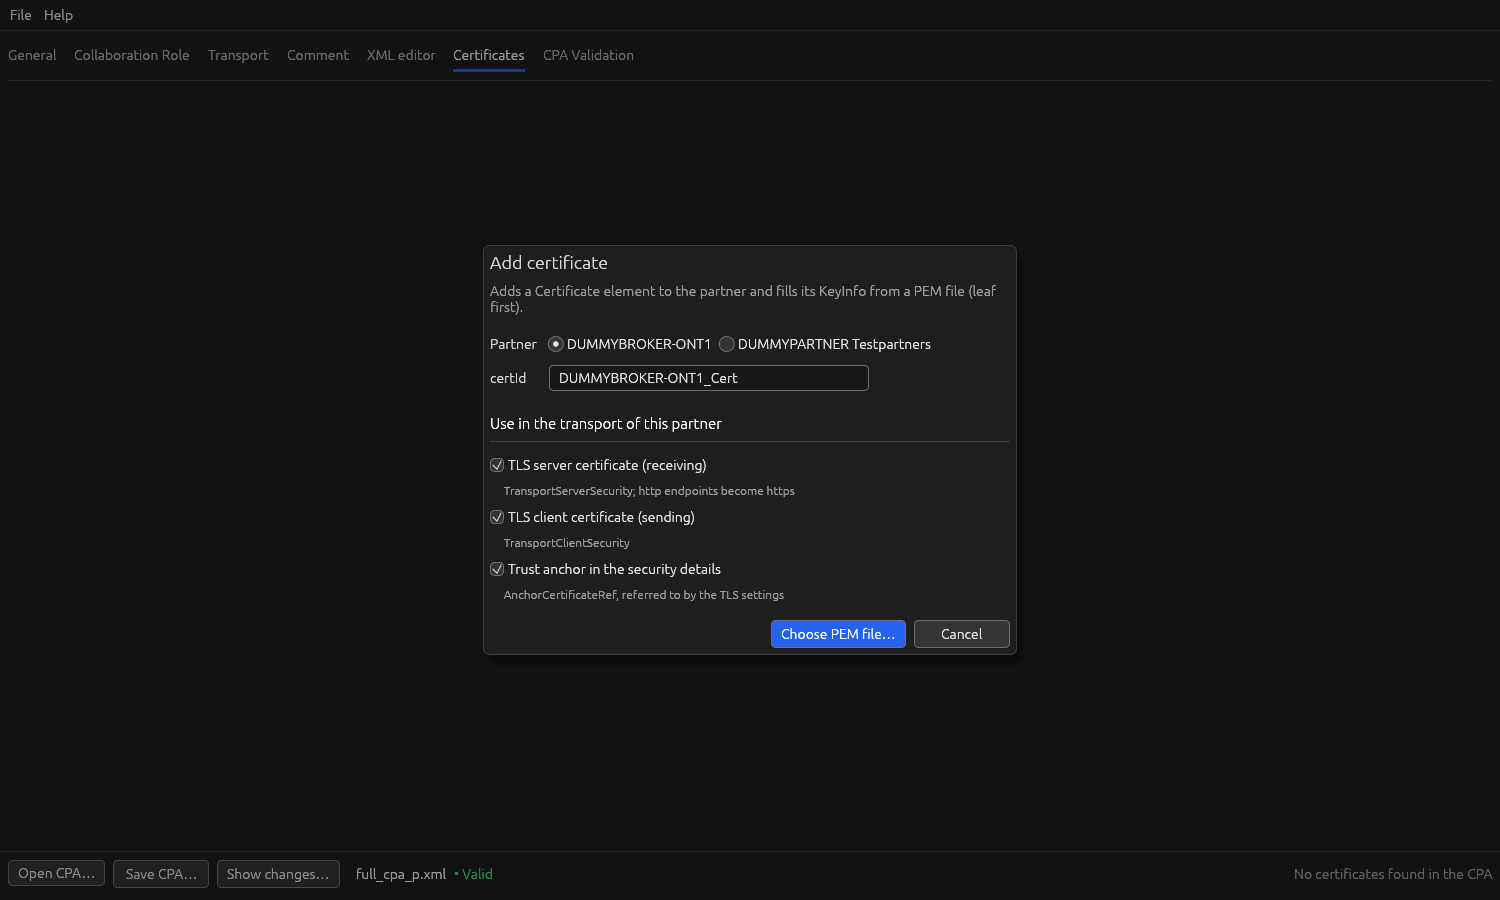 File Help
General Collaboration Role Transport Comment XML editor Certificates CPA Validation
Add certificate
Adds a Certificate element to the partner and fills its KeyInfo from a PEM file (leaf
first).
Partner DUMMYBROKER-ONT1 DUMMYPARTNER Testpartners
certId DUMMYBROKER-ONT1_Cert
Use in the transport of this partner
TLS server certificate (receiving)
TransportServerSecurity; http endpoints become https
TLS client certificate (sending)
TransportClientSecurity
Trust anchor in the security details
AnchorCertificateRef, referred to by the TLS settings
Choose PEM file... Cancel
Open CPA... Save CPA... Show changes... full_cpa_p.xml • Valid No certificates found in the CPA